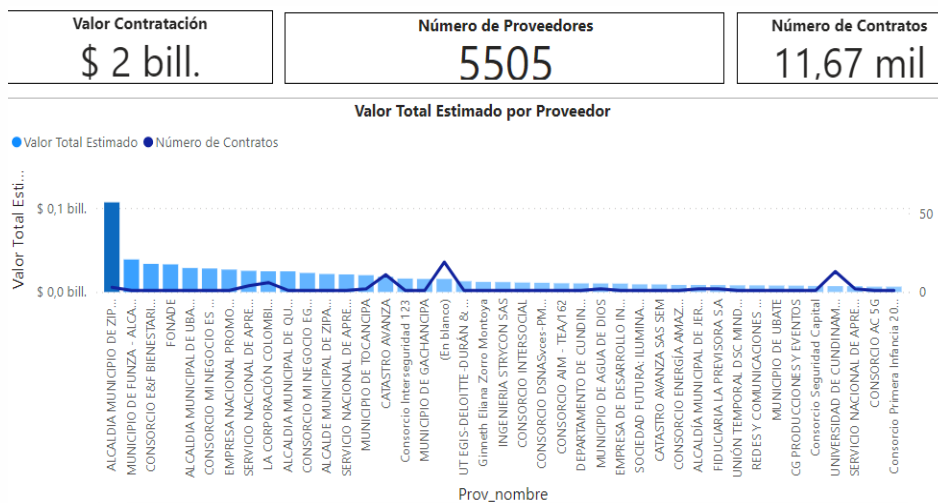 Valor Contratación
$ 2 bill.
Número de Proveedores
5505
Número de Contratos
11,67 mil
Valor Total Estimado por Proveedor
Valor Total Estimado
Número de Contratos
Valor Total Esti...
$ 0,1 bill.
$ 0,0 bill.
50
0
ALCALDIA MUNICIPIO DE ZIP...
MUNICIPIO DE FUNZA - ALCA...
CONSORCIO E&F BIENESTARI...
FONADE
ALCALDIA MUNICIPAL DE UBA...
CONSORCIO MI NEGOCIO ES ...
EMPRESA NACIONAL PROMO...
SERVICIO NACIONAL DE APRE...
LA CORPORACIÓN COLOMBI...
ALCALDIA MUNICIPAL DE QU...
CONSORCIO MI NEGOCIO EG...
ALCALDE MUNICIPAL DE ZIPA...
SERVICIO NACIONAL DE APRE...
MUNICIPIO DE TOCANCIPA
CATASTRO AVANZA
Consorcio Interseguridad 123
MUNICIPIO DE GACHANCIPA
(En blanco)
UT EGIS-DELOITTE-DURÁN &...
Ginneth Eliana Zorro Montoya
INGENIERIA STRYCON SAS
CONSORCIO INTERSOCIAL
CONSORCIO DSNASvces-PM...
CONSORCIO AIM - TEA/162
DEPARTAMENTO DE CUNDIN...
MUNICIPIO DE AGUA DE DIOS
EMPRESA DE DESARROLLO IN...
SOCIEDAD FUTURA: ILUMINA...
CATASTRO AVANZA SAS SEM
CONSORCIO ENERGÍA AMAZ...
ALCALDÍA MUNICIPAL DE JER...
FIDUCIARIA LA PREVISORA S.A
UNIÓN TEMPORAL DSC MIND...
REDES Y COMUNICACIONES ...
MUNICIPIO DE UBATE
CG PRODUCCIONES Y EVENTOS
Consorcio Seguridad Capital
UNIVERSIDAD DE CUNDINAM...
SERVICIO NACIONAL DE APRE...
CONSORCIO AC 5G
Consorcio Primera Infancia 20...
Prov_nombre